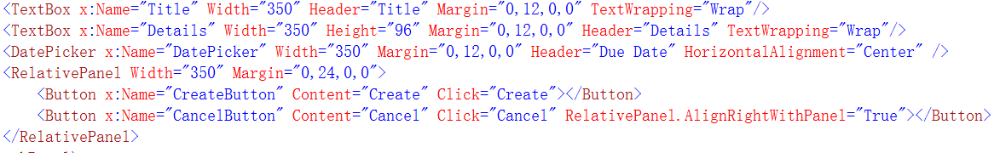 <TextBox x:Name="Title" Width="350" Header="Title" Margin="0,12,0,0" TextWrapping="Wrap"/>
<TextBox x:Name="Details" Width="350" Height="96" Margin="0,12,0,0" Header="Details" TextWrapping="Wrap"/>
<DatePicker x:Name="DatePicker" Width="350" Margin="0,12,0,0" Header="Due Date" HorizontalAlignment="Center" />
<RelativePanel Width="350" Margin="0,24,0,0">
    <Button x:Name="CreateButton" Content="Create" Click="Create"></Button>
    <Button x:Name="CancelButton" Content="Cancel" Click="Cancel" RelativePanel.AlignRightWithPanel="True"></Button>
</RelativePanel>